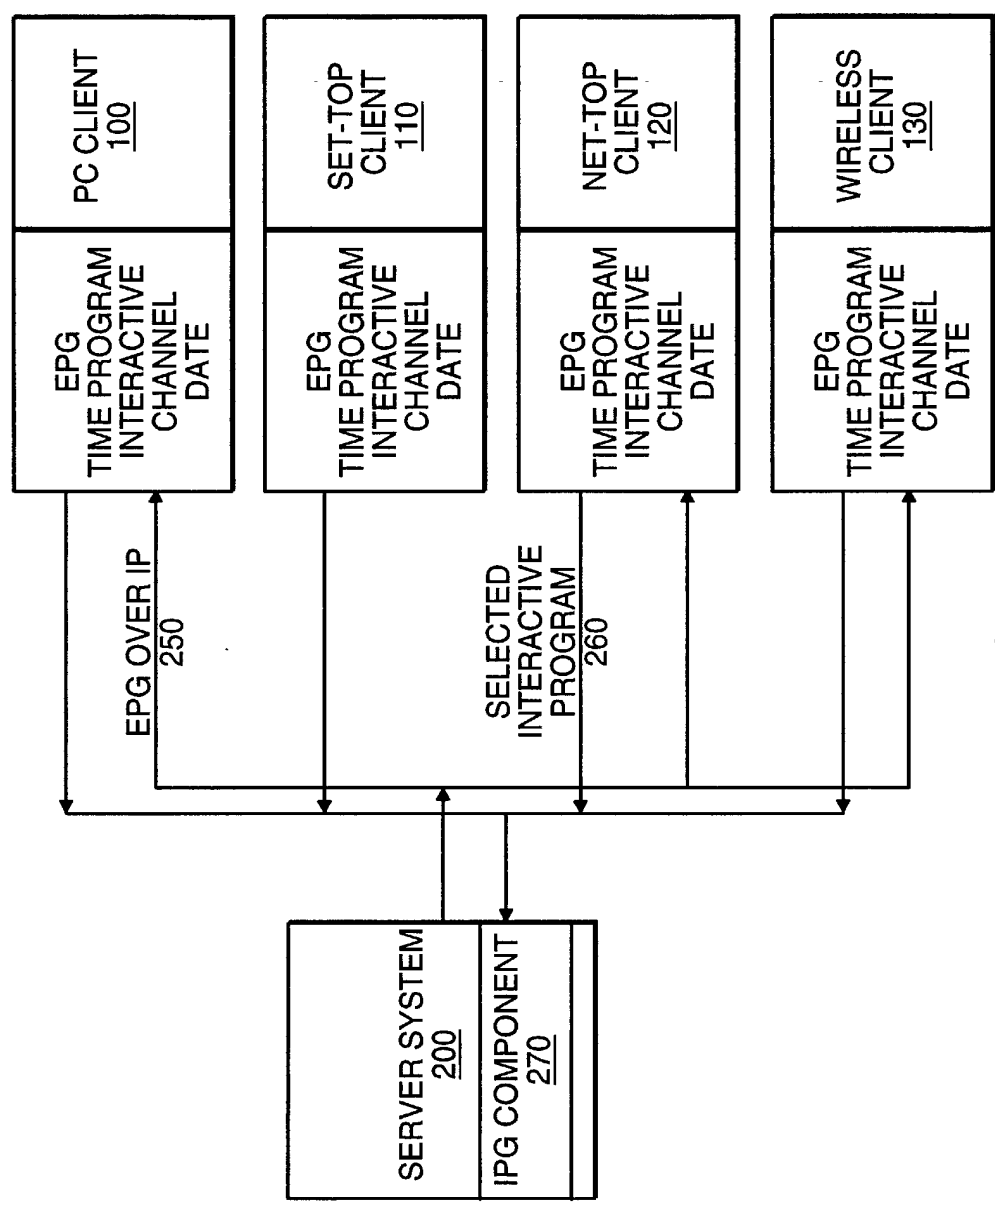 PC CLIENT
100
EPG
TIME PROGRAM
INTERACTIVE
CHANNEL
DATE
SET-TOP
CLIENT
110
EPG
TIME PROGRAM
INTERACTIVE
CHANNEL
DATE
NET-TOP
CLIENT
120
EPG
TIME PROGRAM
INTERACTIVE
CHANNEL
DATE
WIRELESS
CLIENT
130
EPG
TIME PROGRAM
INTERACTIVE
CHANNEL
DATE
EPG OVER IP
250
SELECTED
INTERACTIVE
PROGRAM
260
SERVER SYSTEM
200
IPG COMPONENT
270